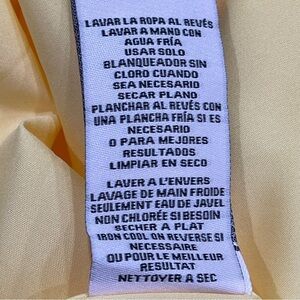 LAVAR LA ROPA AL REVÉS
LAVAR A MANO CON
AGUA FRÍA
USAR SOLO
BLANQUEADOR SIN
CLORO CUANDO
SEA NECESARIO
SECAR PLANO
PLANCHAR AL REVÉS CON
UNA PLANCHA FRÍA SI ES
NECESARIO
O PARA MEJORES
RESULTADOS
LIMPIAR EN SECO
LAVER A L'ENVERS
LAVAGE DE MAIN FROIDE
SEULEMENT EAU DE JAVEL
NON CHLORÉE SI BESOIN
SECHER A PLAT
IRON COOL ON REVERSE SI
NECESSAIRE
OU POUR LE MEILLEUR
RESULTAT
NETTOYER A SEC